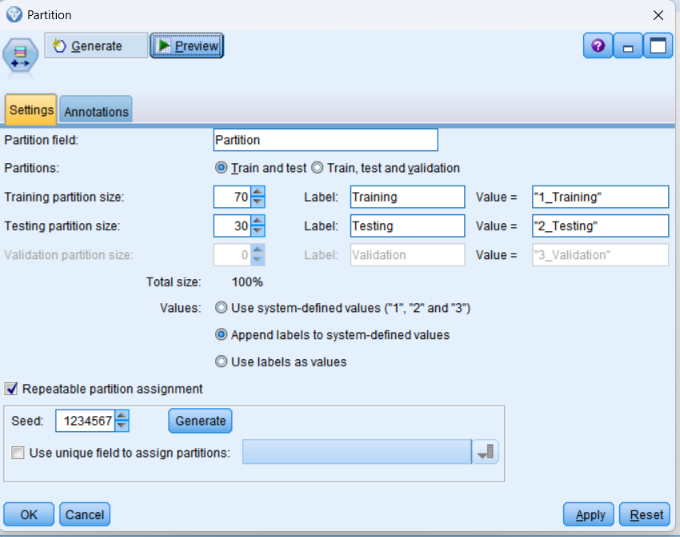 Partition
Generate Preview
Settings Annotations
Partition field: Partition
Partitions: Train and test Train, test and validation
Training partition size: 70 Label: Training Value = "1_Training"
Testing partition size: 30 Label: Testing Value = "2_Testing"
Validation partition size: 0 Label: Validation Value = "3_Validation"
Total size: 100%
Values: Use system-defined values ("1", "2" and "3")
Append labels to system-defined values
Use labels as values
Repeatable partition assignment
Seed: 1234567 Generate
Use unique field to assign partitions:
OK Cancel Apply Reset